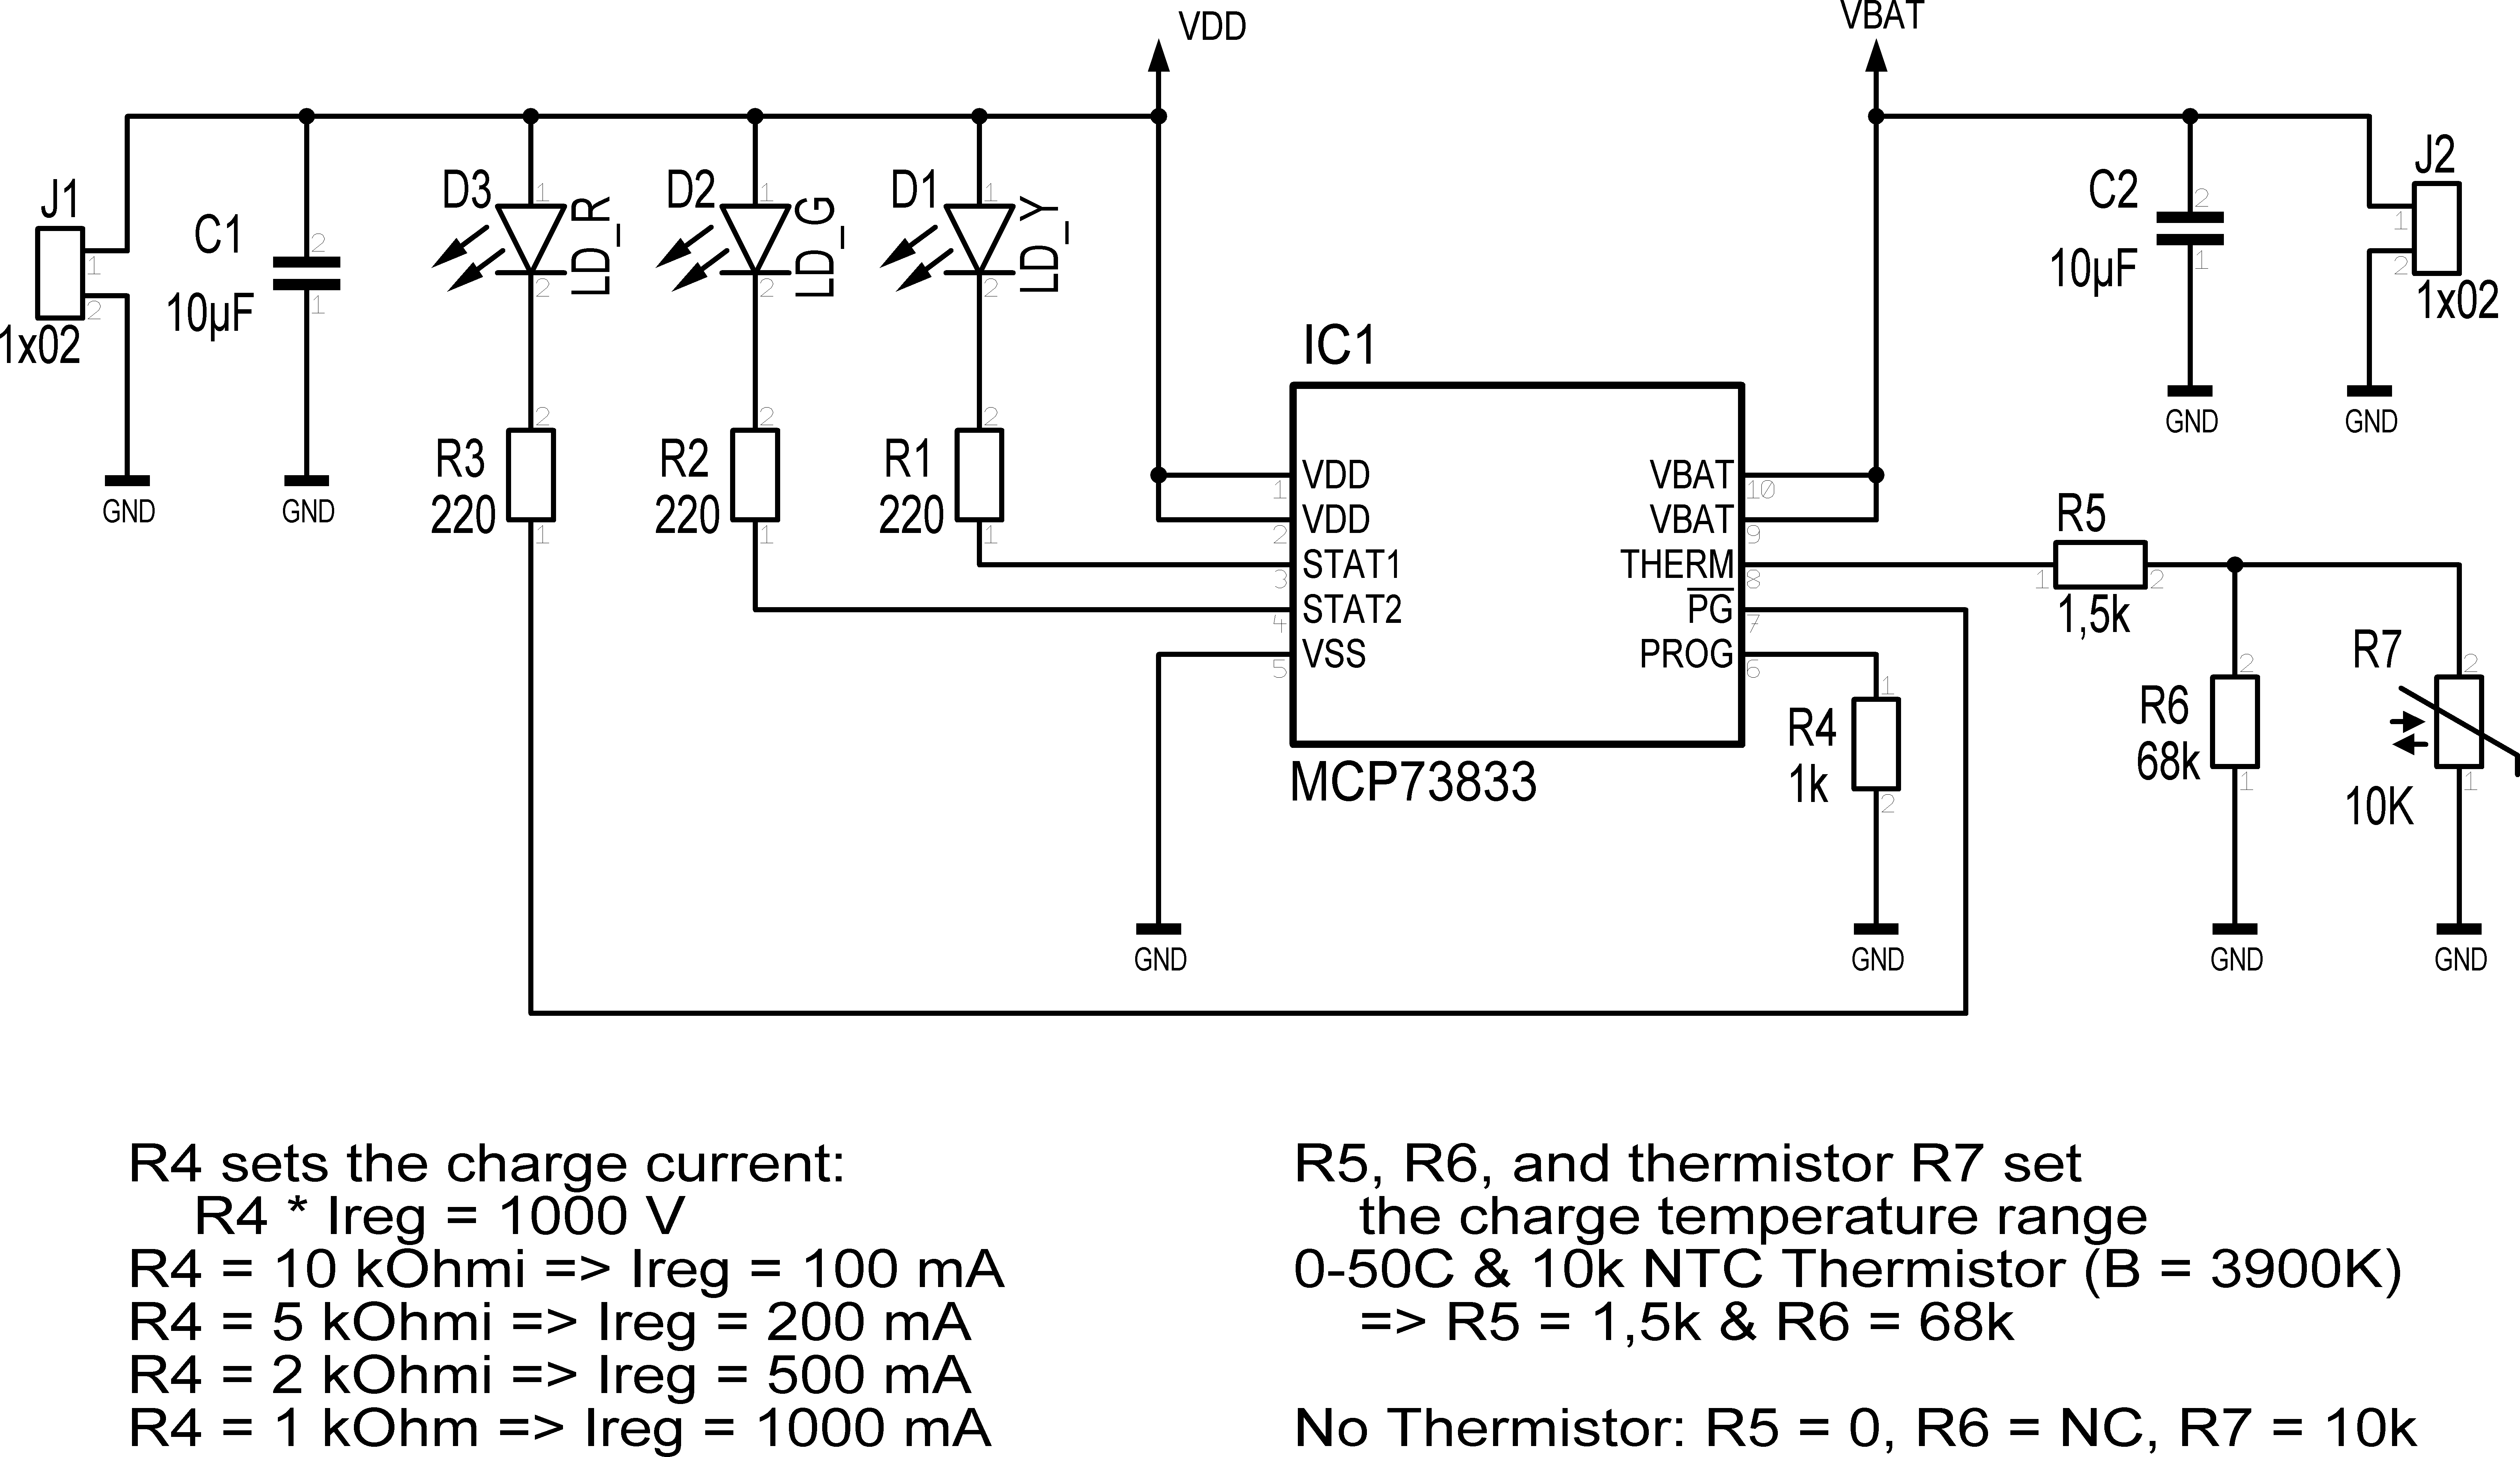 VDD
VBAT
J1
1
2
1x02
C1
2
10µF
1
GND
GND
D3
1
LD_R
2
D2
1
LD_G
2
D1
1
LD_Y
2
2
R3
220
1
2
R2
220
1
2
R1
220
1
IC1
VDD
1
VDD
2
STAT1
3
STAT2
4
VSS
5
VBAT
10
VBAT
9
THERM
8
PG
7
PROG
6
MCP73833
GND
C2
2
10µF
1
GND
J2
1
2
1x02
GND
R5
1
2
1,5k
1
R4
1k
2
GND
2
R6
68k
1
GND
R7
2
10K
1
GND
R4 sets the charge current:
R4 * Ireg = 1000 V
R4 = 10 kOhmi => Ireg = 100 mA
R4 = 5 kOhmi => Ireg = 200 mA
R4 = 2 kOhmi => Ireg = 500 mA
R4 = 1 kOhm => Ireg = 1000 mA
R5, R6, and thermistor R7 set
the charge temperature range
0-50C & 10k NTC Thermistor (B = 3900K)
=> R5 = 1,5k & R6 = 68k
No Thermistor: R5 = 0, R6 = NC, R7 = 10k